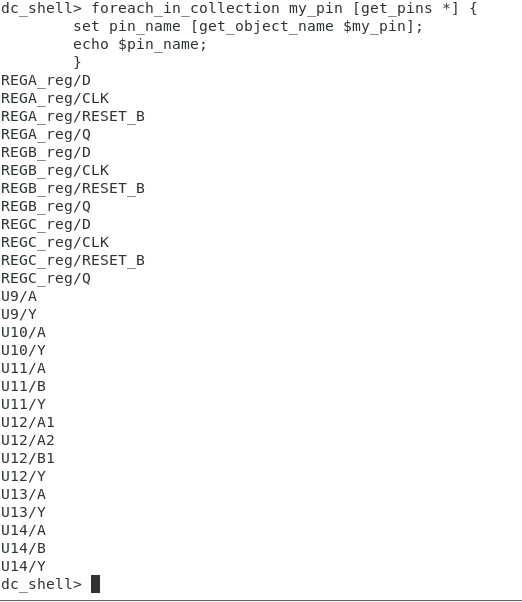 dc_shell> foreach_in_collection my_pin [get_pins *] {
set pin_name [get_object_name $my_pin];
echo $pin_name;
}
REGA_reg/D
REGA_reg/CLK
REGA_reg/RESET_B
REGA_reg/Q
REGB_reg/D
REGB_reg/CLK
REGB_reg/RESET_B
REGB_reg/Q
REGC_reg/D
REGC_reg/CLK
REGC_reg/RESET_B
REGC_reg/Q
U9/A
U9/Y
U10/A
U10/Y
U11/A
U11/B
U11/Y
U12/A1
U12/A2
U12/B1
U12/Y
U13/A
U13/Y
U14/A
U14/B
U14/Y
dc_shell>